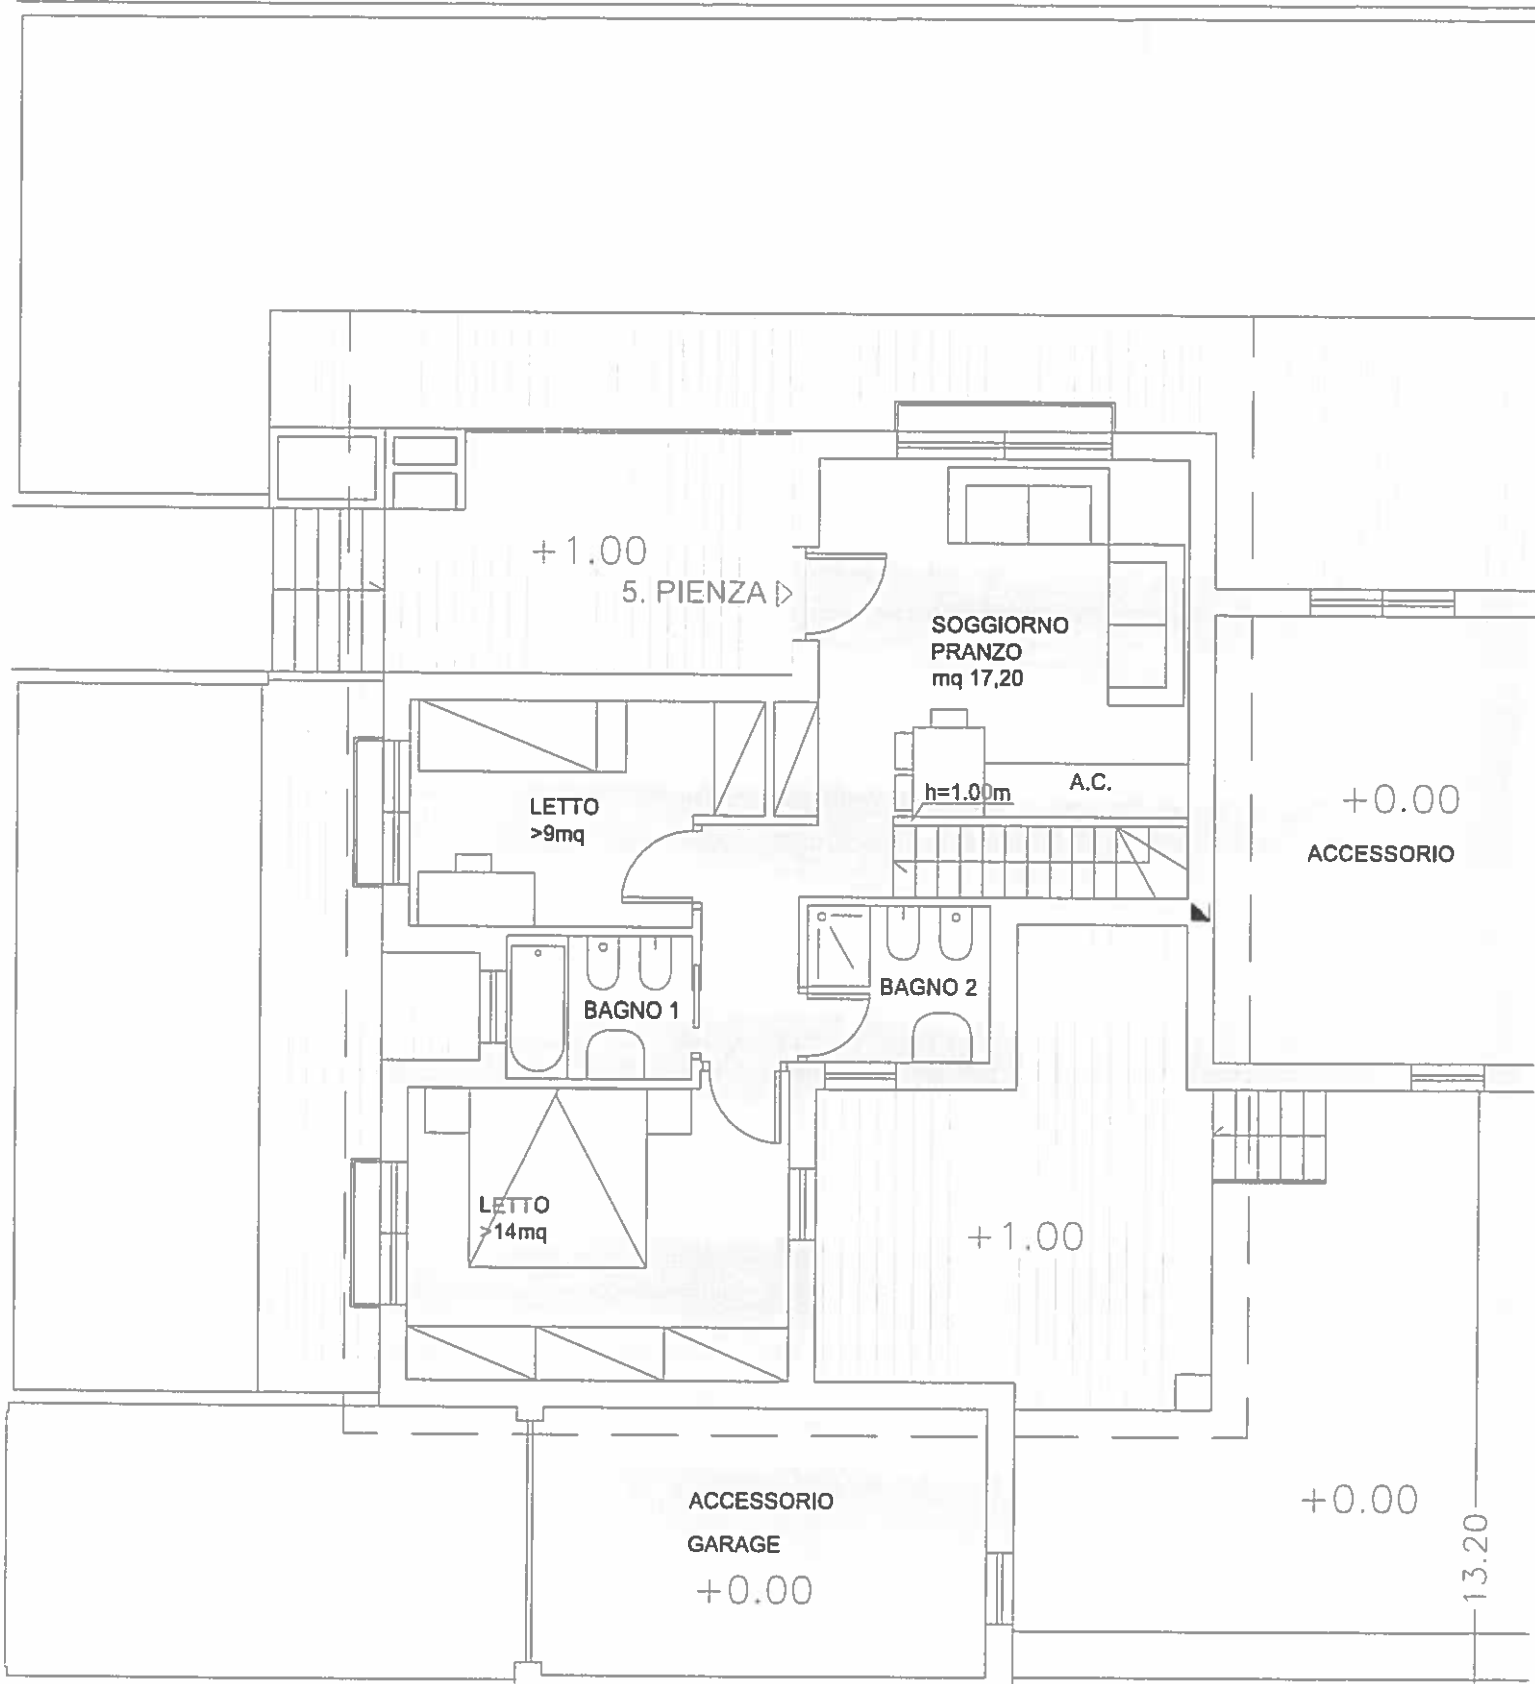 +1.00
5. PIENZA
SOGGIORNO
PRANZO
mq 17,20
LETTO
>9mq
h=1.00m
A.C.
+0.00
ACCESSORIO
BAGNO 1
BAGNO 2
LETTO
>14mq
+1.00
ACCESSORIO
GARAGE
+0.00
+0.00
13.20